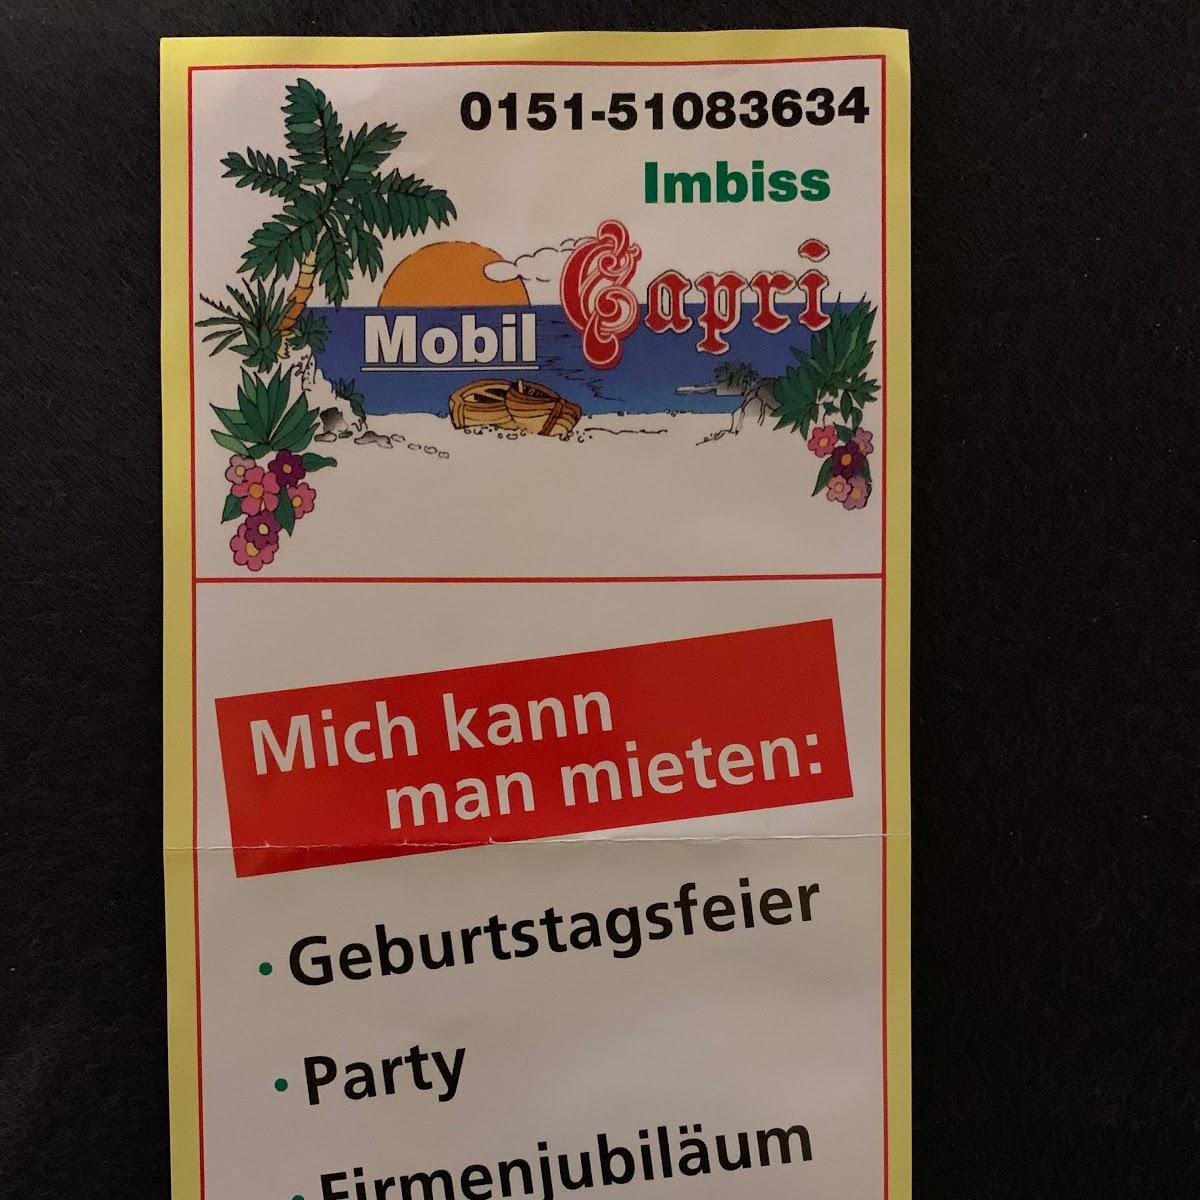 0151-51083634
Imbiss
Capri
Mobil
Mich kann
man mieten:
• Geburtstagsfeier
• Party
• Firmenjubiläum